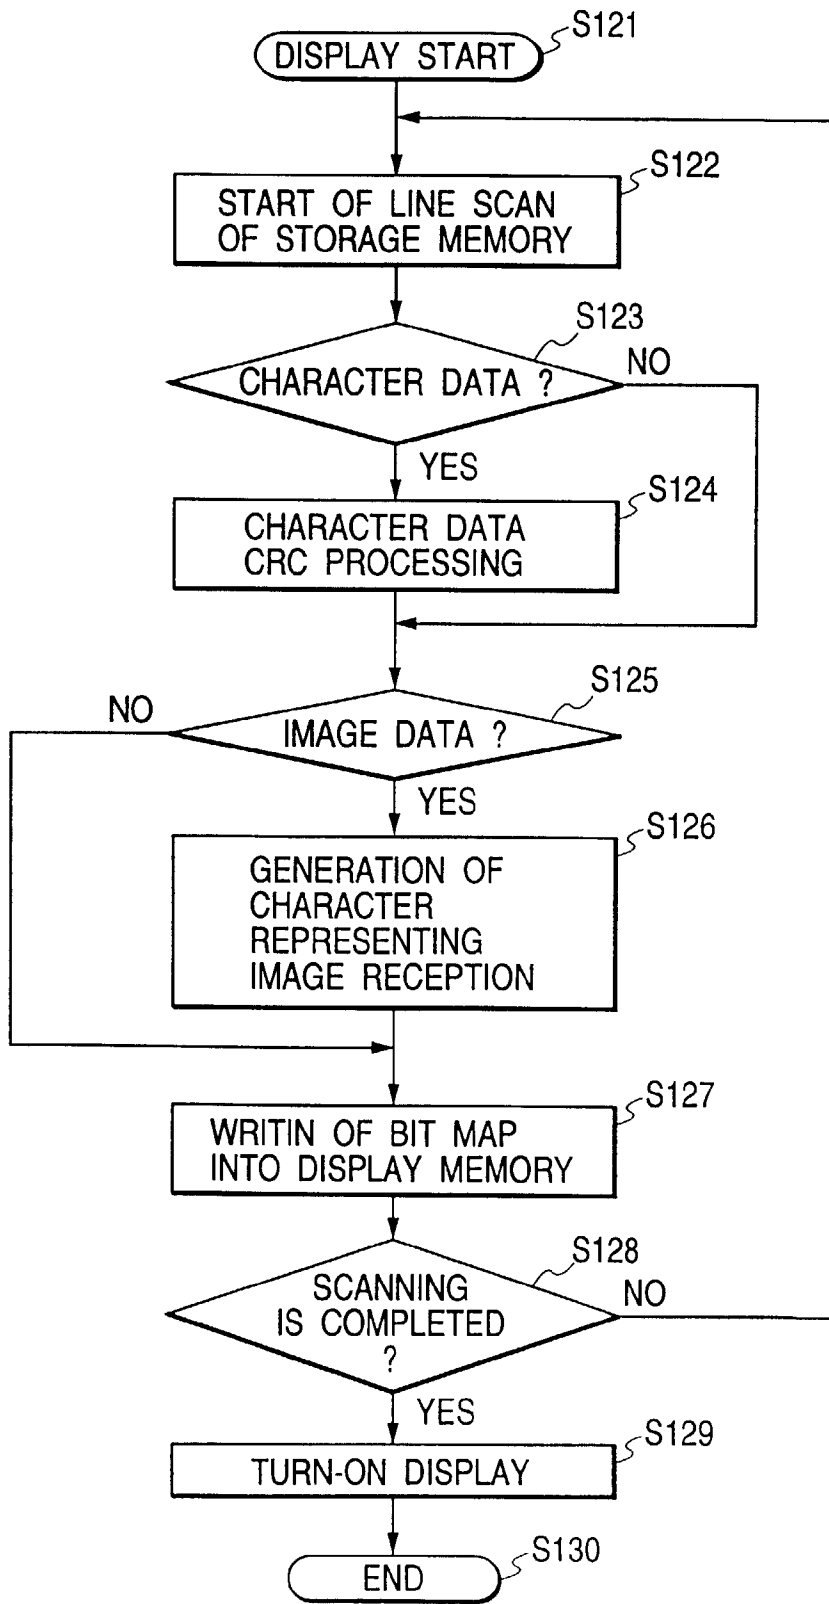 S121
DISPLAY START
S122
START OF LINE SCAN
OF STORAGE MEMORY
S123
CHARACTER DATA ?
NO
YES
S124
CHARACTER DATA
CRC PROCESSING
S125
NO
IMAGE DATA ?
YES
S126
GENERATION OF
CHARACTER
REPRESENTING
IMAGE RECEPTION
S127
WRITIN OF BIT MAP
INTO DISPLAY MEMORY
S128
SCANNING
IS COMPLETED
?
NO
YES
S129
TURN-ON DISPLAY
S130
END